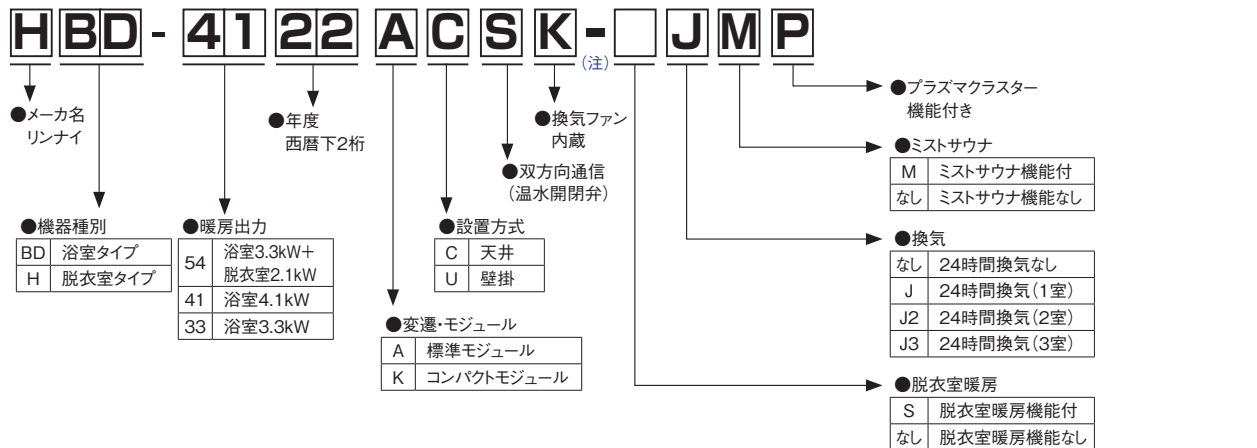 HBD-4122ACSK-□JMP
(注)
●メーカ名
リンナイ
●機器種別
BD 浴室タイプ
H 脱衣室タイプ
●暖房出力
54 浴室3.3kW+
脱衣室2.1kW
41 浴室4.1kW
33 浴室3.3kW
●年度
西暦下2桁
●変遷・モジュール
A 標準モジュール
K コンパクトモジュール
●設置方式
C 天井
U 壁掛
●双方向通信
(温水開閉弁)
●換気ファン
内蔵
●プラズマクラスター
機能付き
●ミストサウナ
M ミストサウナ機能付
なし ミストサウナ機能なし
●換気
なし 24時間換気なし
J 24時間換気(1室)
J2 24時間換気(2室)
J3 24時間換気(3室)
●脱衣室暖房
S 脱衣室暖房機能付
なし 脱衣室暖房機能なし